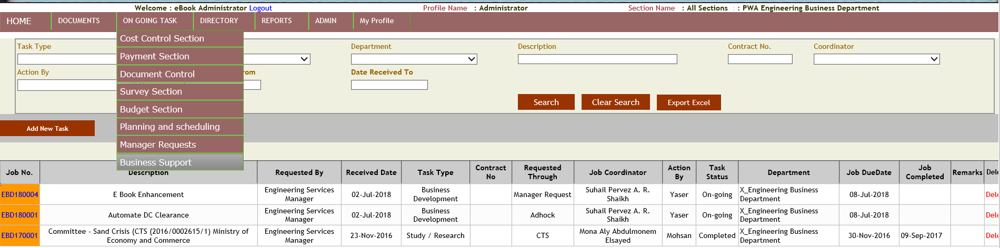 Welcome : eBook Administrator Logout Profile Name : Administrator Section Name : All Sections : : PWA Engineering Business Department
HOME DOCUMENTS ON GOING TASK DIRECTORY REPORTS ADMIN My Profile
Cost Control Section
Payment Section
Document Control
Survey Section
Budget Section
Planning and scheduling
Manager Requests
Business Support
Task Type Department Description Contract No. Coordinator
Action By Date Received To
Search Clear Search Export Excel
Add New Task
Job No. Description Requested By Received Date Task Type Contract No Requested Through Job Coordinator Action By Task Status Department Job DueDate Job Completed Remarks Dele
EBD180004 E Book Enhancement Engineering Services Manager 02-Jul-2018 Business Development Manager Request Suhail Pervez A. R. Shaikh Yaser On-going X_Engineering Business Department 08-Jul-2018 Dele
EBD180001 Automate DC Clearance Engineering Services Manager 02-Jul-2018 Business Development Adhock Suhail Pervez A. R. Shaikh Yaser On-going X_Engineering Business Department 08-Jul-2018 Dele
EBD170001 Committee - Sand Crisis (CTS (2016/0002615/1) Ministry of Economy and Commerce Engineering Services Manager 23-Nov-2016 Study / Research CTS Mona Aly Abdulmonem Elsayed Mohsan Completed X_Engineering Business Department 30-Nov-2016 09-Sep-2017 Dele